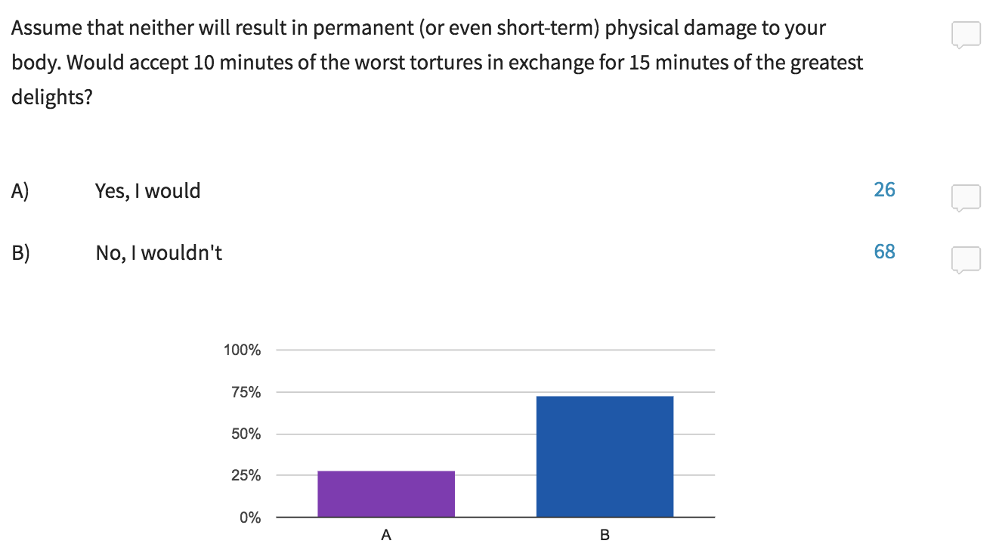 Assume that neither will result in permanent (or even short-term) physical damage to your
body. Would accept 10 minutes of the worst tortures in exchange for 15 minutes of the greatest
delights?
A) Yes, I would 26
B) No, I wouldn't 68
100%
75%
50%
25%
0%
A B